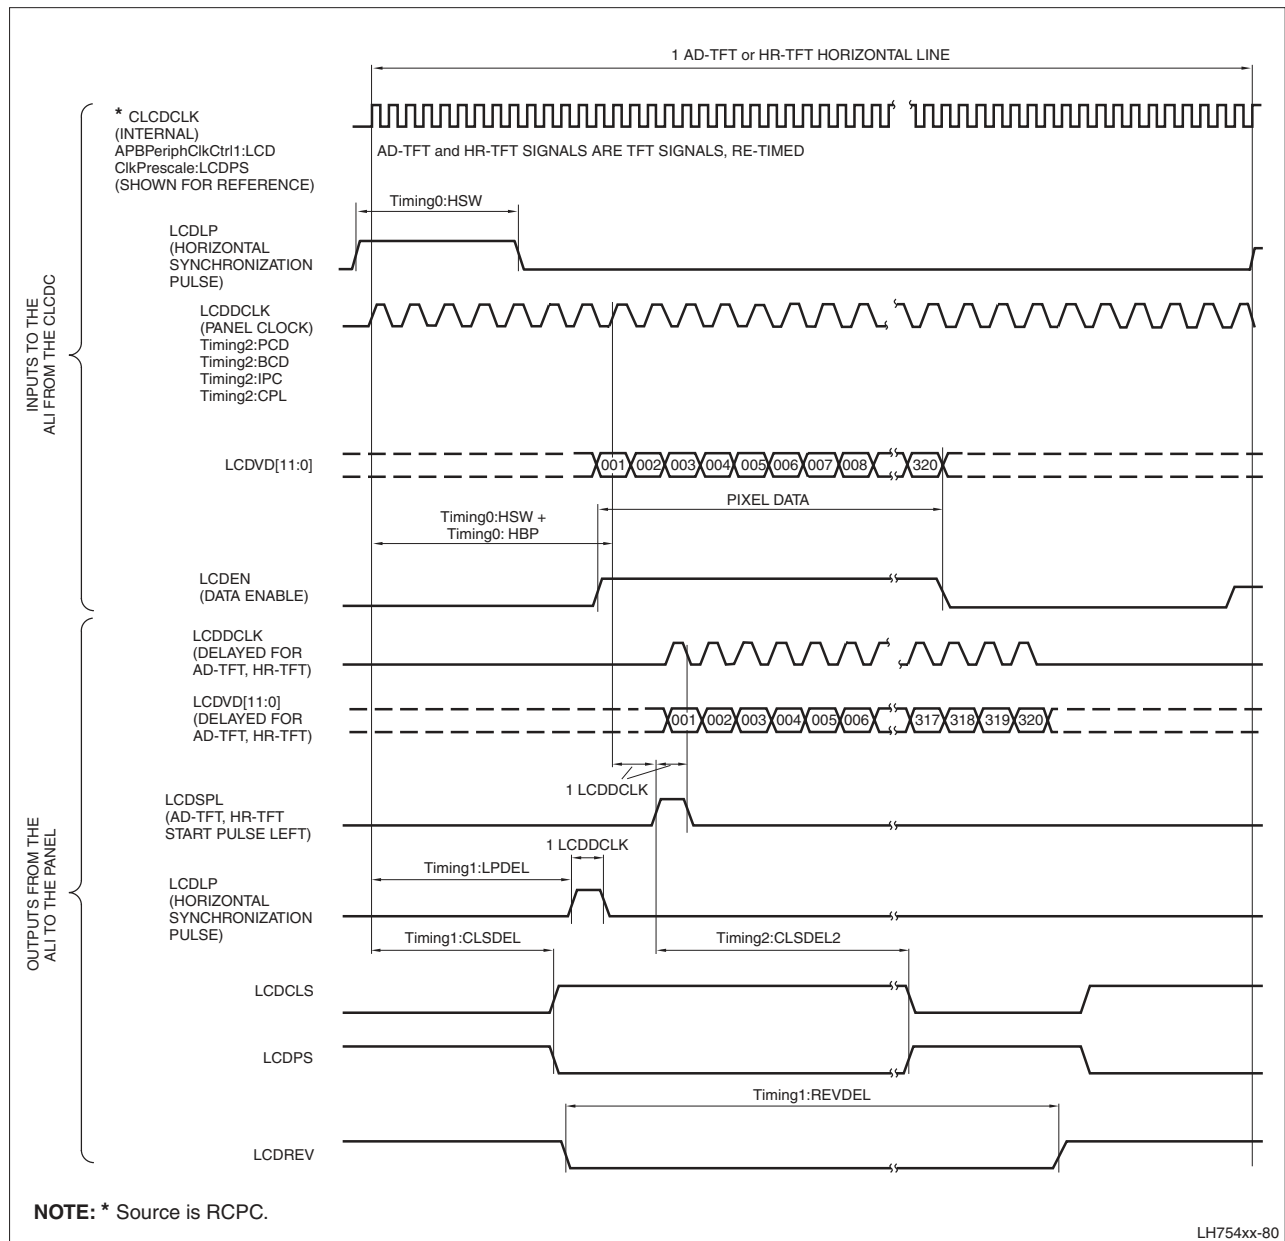 1 AD-TFT or HR-TFT HORIZONTAL LINE
* CLCDCLK
(INTERNAL)
APBPeriphClkCtrl1:LCD
ClkPrescale:LCDPS
(SHOWN FOR REFERENCE)
AD-TFT and HR-TFT SIGNALS ARE TFT SIGNALS, RE-TIMED
Timing0:HSW
LCDLP
(HORIZONTAL
SYNCHRONIZATION
PULSE)
LCDDCLK
(PANEL CLOCK)
Timing2:PCD
Timing2:BCD
Timing2:IPC
Timing2:CPL
INPUTS TO THE
ALI FROM THE CLCDC
LCDVD[11:0]
001 002 003 004 005 006 007 008 320
PIXEL DATA
Timing0:HSW +
Timing0: HBP
LCDEN
(DATA ENABLE)
LCDDCLK
(DELAYED FOR
AD-TFT, HR-TFT)
LCDVD[11:0]
(DELAYED FOR
AD-TFT, HR-TFT)
001 002 003 004 005 006 317 318 319 320
1 LCDDCLK
LCDSPL
(AD-TFT, HR-TFT
START PULSE LEFT)
1 LCDDCLK
Timing1:LPDEL
LCDLP
(HORIZONTAL
SYNCHRONIZATION
PULSE)
OUTPUTS FROM THE
ALI TO THE PANEL
Timing1:CLSDEL
Timing2:CLSDEL2
LCDCLS
LCDPS
Timing1:REVDEL
LCDREV
NOTE: * Source is RCPC.
LH754xx-80